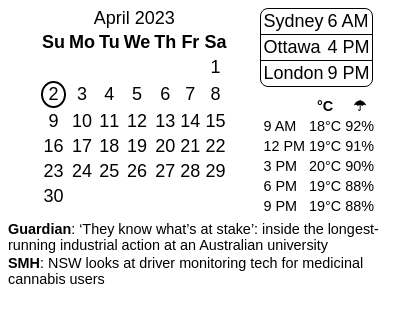 April 2023
Su Mo Tu We Th Fr Sa
1
2 3 4 5 6 7 8
9 10 11 12 13 14 15
16 17 18 19 20 21 22
23 24 25 26 27 28 29
30
Sydney 6 AM
Ottawa 4 PM
London 9 PM
°C ☂
9 AM 18°C 92%
12 PM 19°C 91%
3 PM 20°C 90%
6 PM 19°C 88%
9 PM 19°C 88%
Guardian: ‘They know what’s at stake’: inside the longest-
running industrial action at an Australian university
SMH: NSW looks at driver monitoring tech for medicinal
cannabis users